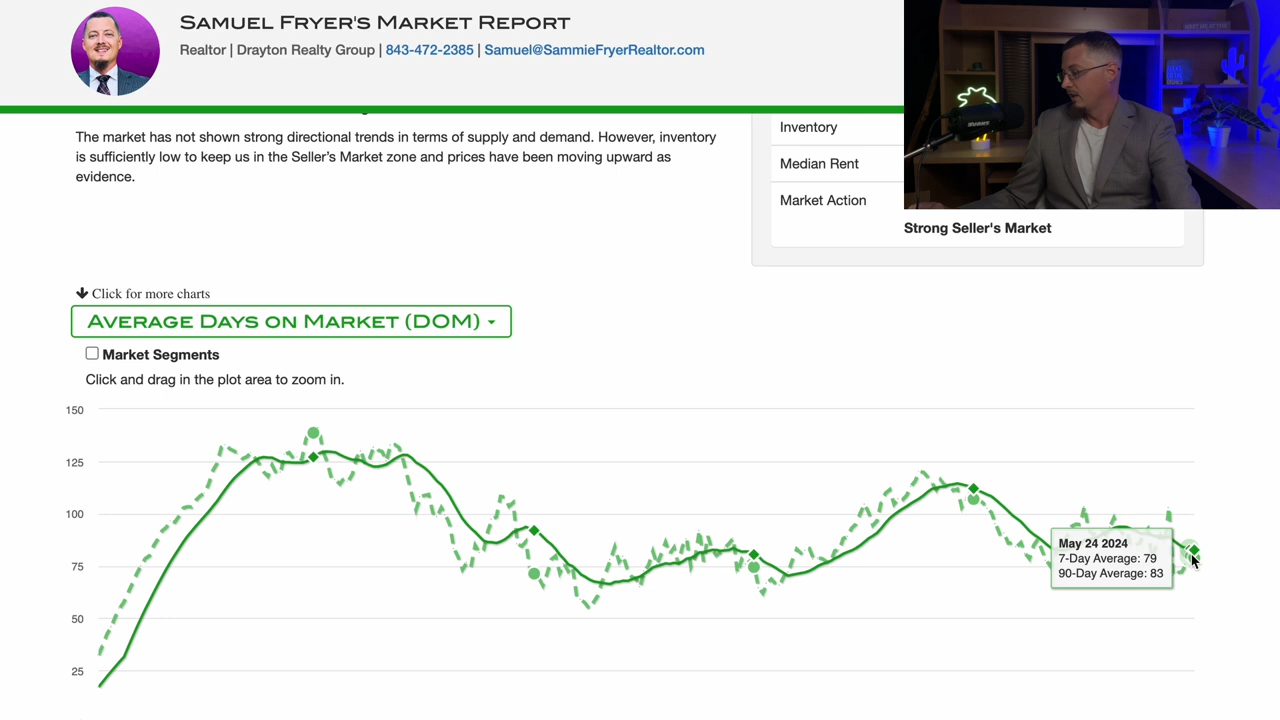 SAMUEL FRYER'S MARKET REPORT
Realtor | Drayton Realty Group | 843-472-2385 | Samuel@SammieFryerRealtor.com
The market has not shown strong directional trends in terms of supply and demand. However, inventory
is sufficiently low to keep us in the Seller's Market zone and prices have been moving upward as
evidence.
Inventory
Median Rent
Market Action
Strong Seller's Market
Click for more charts
AVERAGE DAYS ON MARKET (DOM)
Market Segments
Click and drag in the plot area to zoom in.
150
125
100
75
50
25
May 24 2024
7-Day Average: 79
90-Day Average: 83